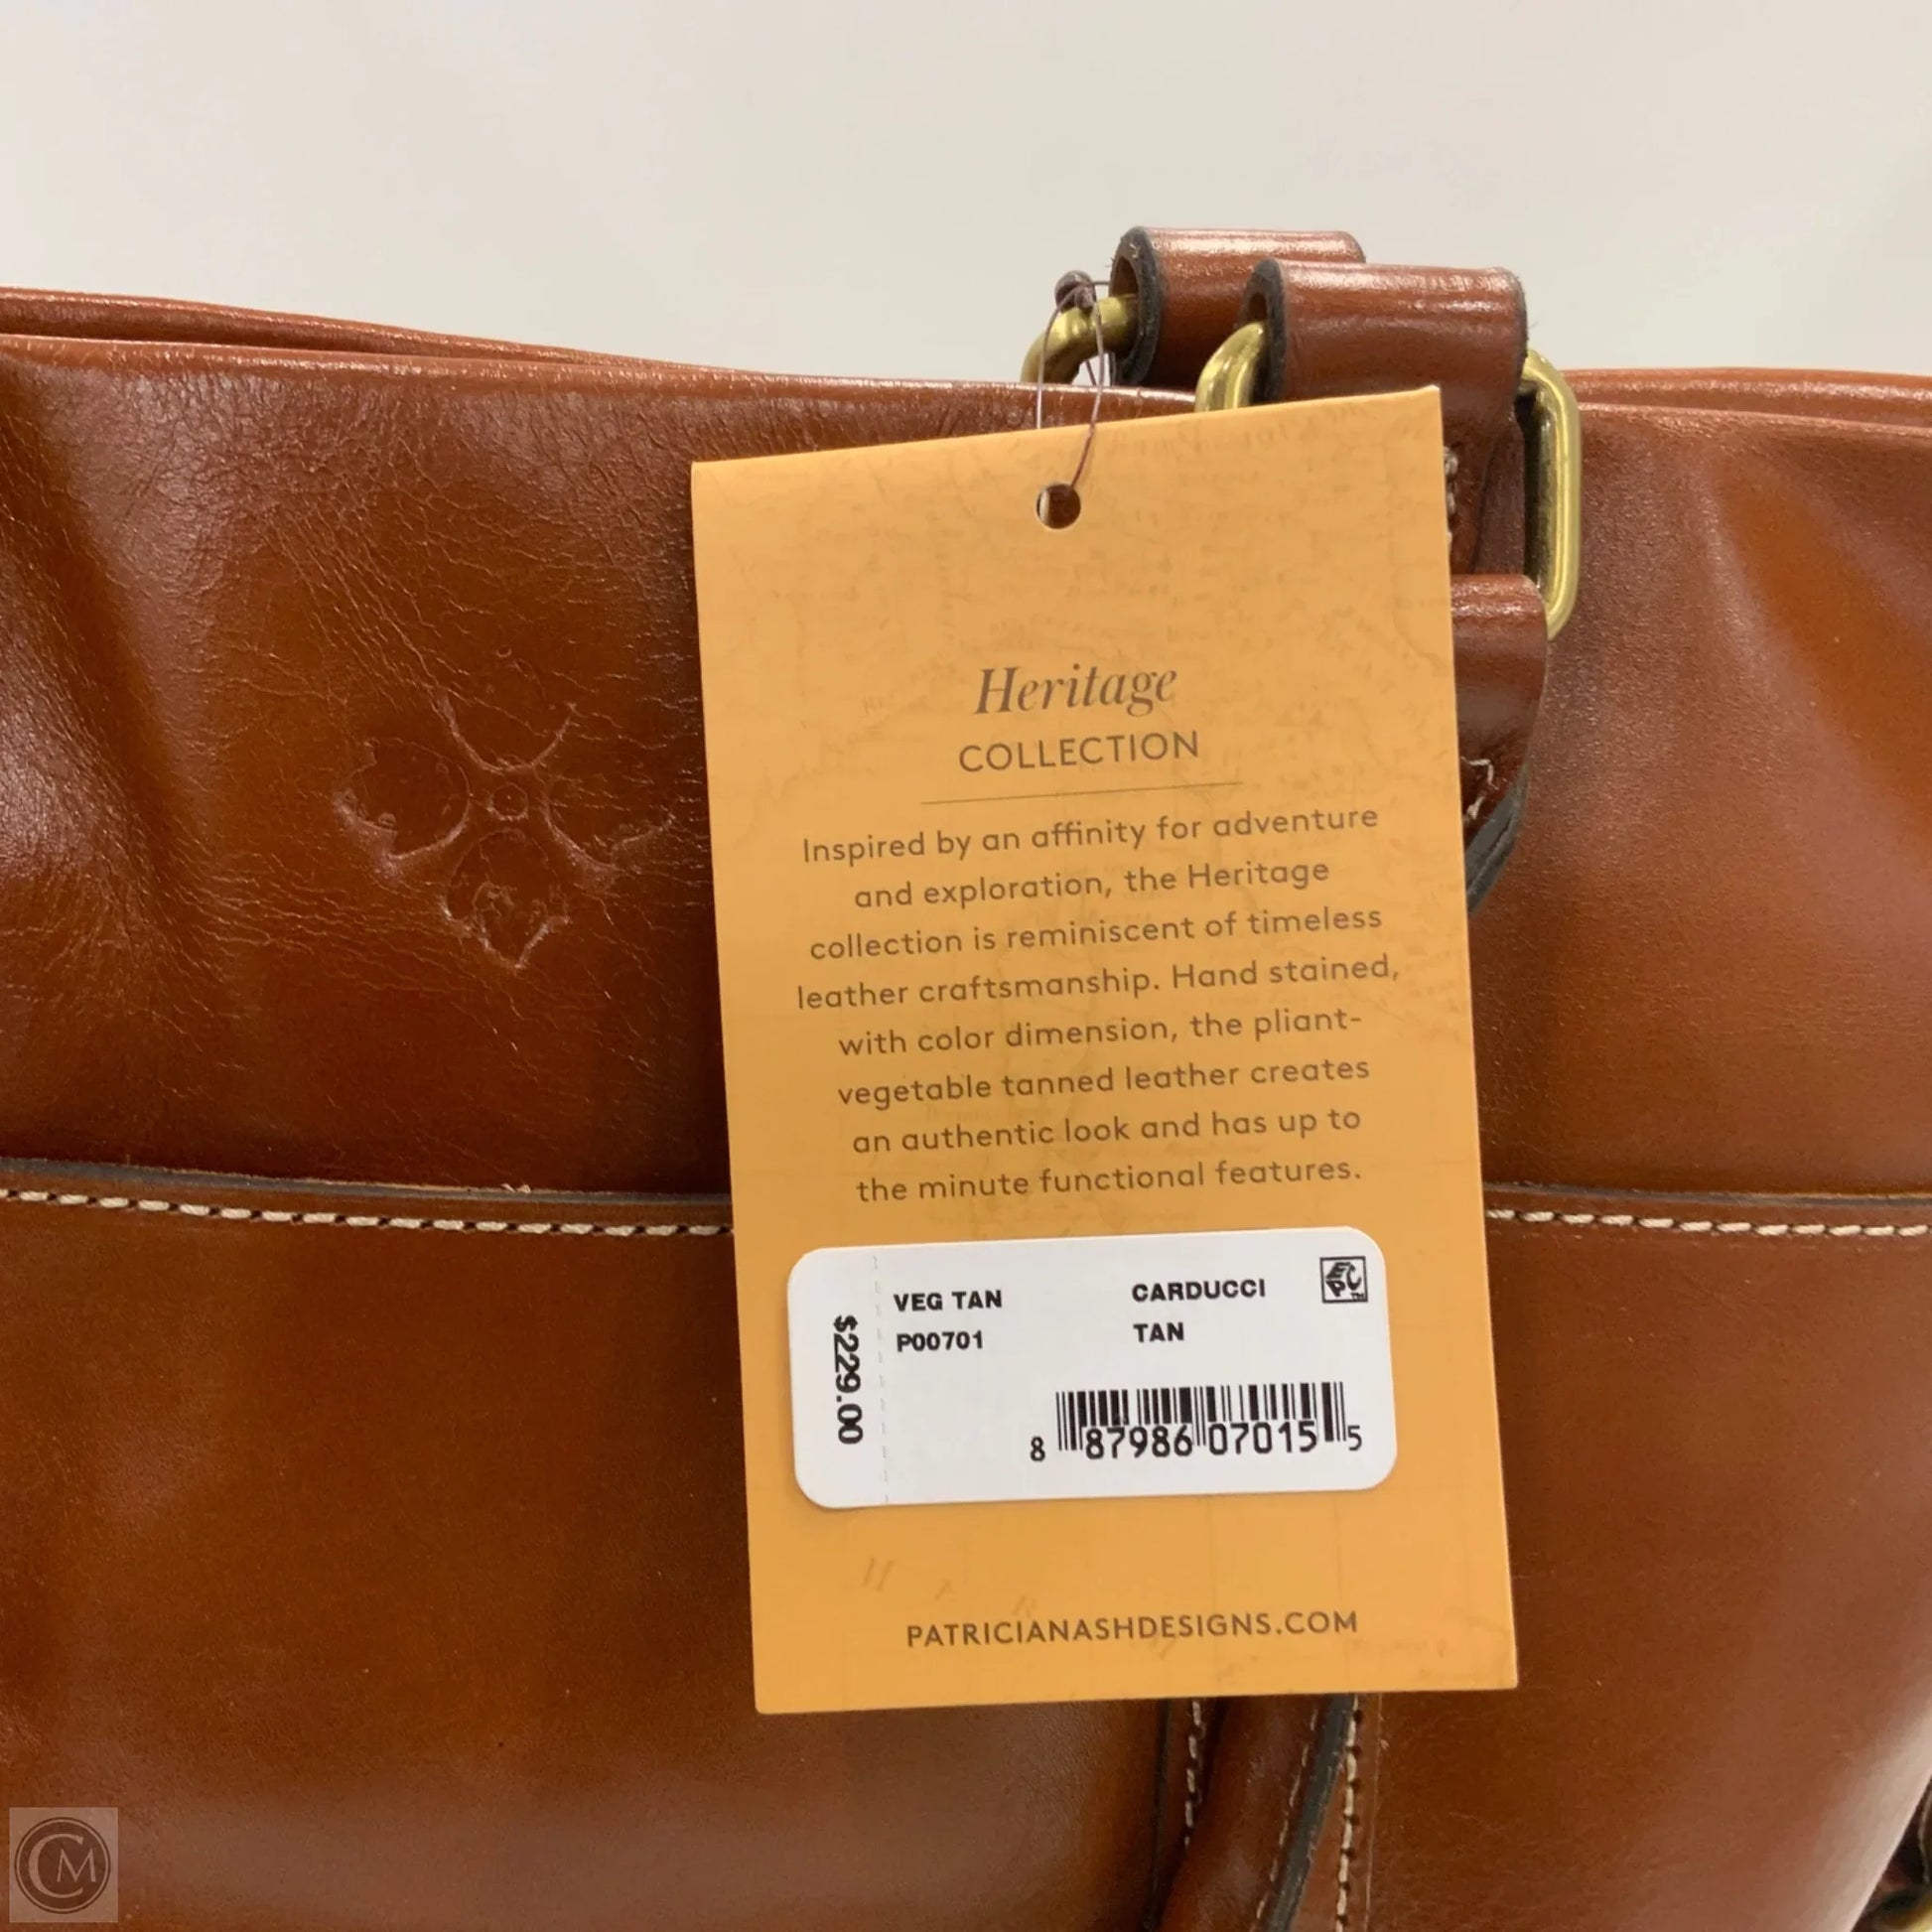 Heritage
COLLECTION
Inspired by an affinity for adventure
and exploration, the Heritage
collection is reminiscent of timeless
leather craftsmanship. Hand stained,
with color dimension, the pliant-
vegetable tanned leather creates
an authentic look and has up to
the minute functional features.
$229.00
VEG TAN CARDUCCI
P00701 TAN
8 87986 07015 5
PATRICIANASHDESIGNS.COM
CM